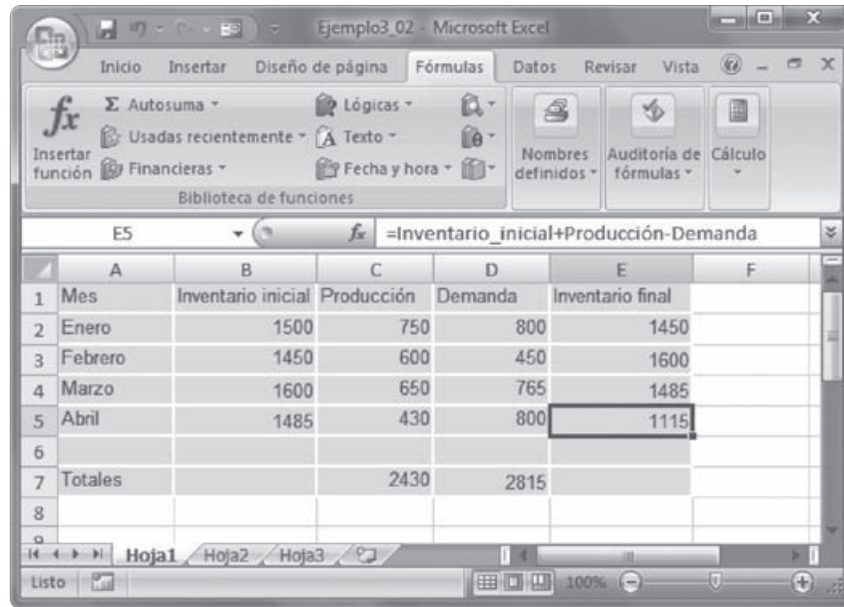 Ejemplo3_02 - Microsoft Excel
Inicio Insertar Diseño de página Fórmulas Datos Revisar Vista
fx Insertar función
Σ Autosuma
Usadas recientemente
Financieras
Lógicas
A Texto
Fecha y hora
Biblioteca de funciones
Nombres definidos
Auditoría de fórmulas
Cálculo
E5 fx =Inventario_inicial+Producción-Demanda
A B C D E F
1 Mes Inventario inicial Producción Demanda Inventario final
2 Enero 1500 750 800 1450
3 Febrero 1450 600 450 1600
4 Marzo 1600 650 765 1485
5 Abril 1485 430 800 1115
6
7 Totales 2430 2815
8
9
Hoja1 Hoja2 Hoja3
Listo 100%